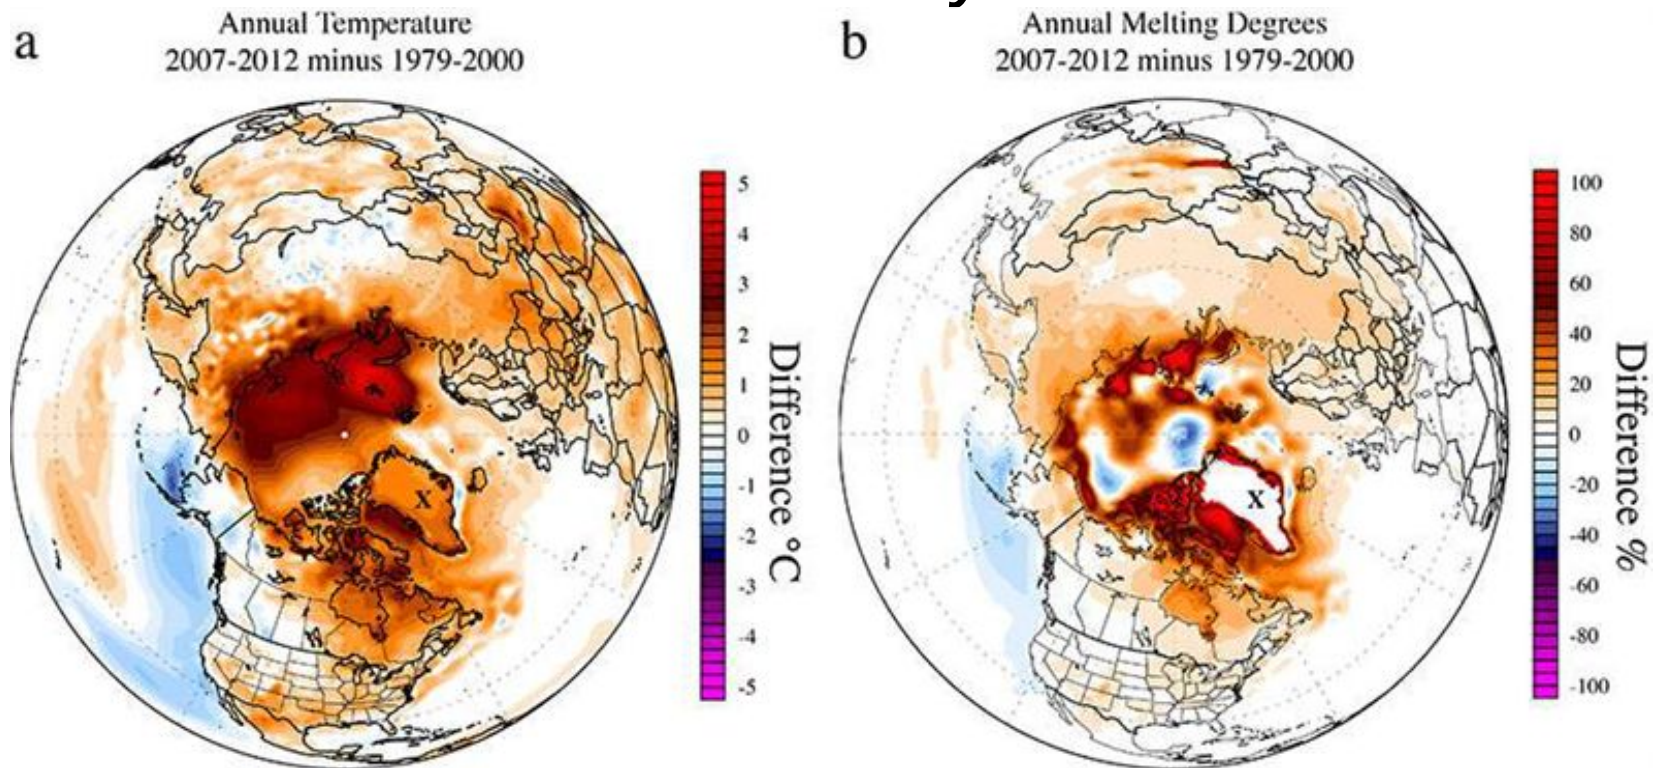 a
Annual Temperature
2007-2012 minus 1979-2000
5
4
3
2
1
0
-1
-2
-3
-4
-5
Difference °C
X
b
Annual Melting Degrees
2007-2012 minus 1979-2000
100
80
60
40
20
0
-20
-40
-60
-80
-100
Difference %
X